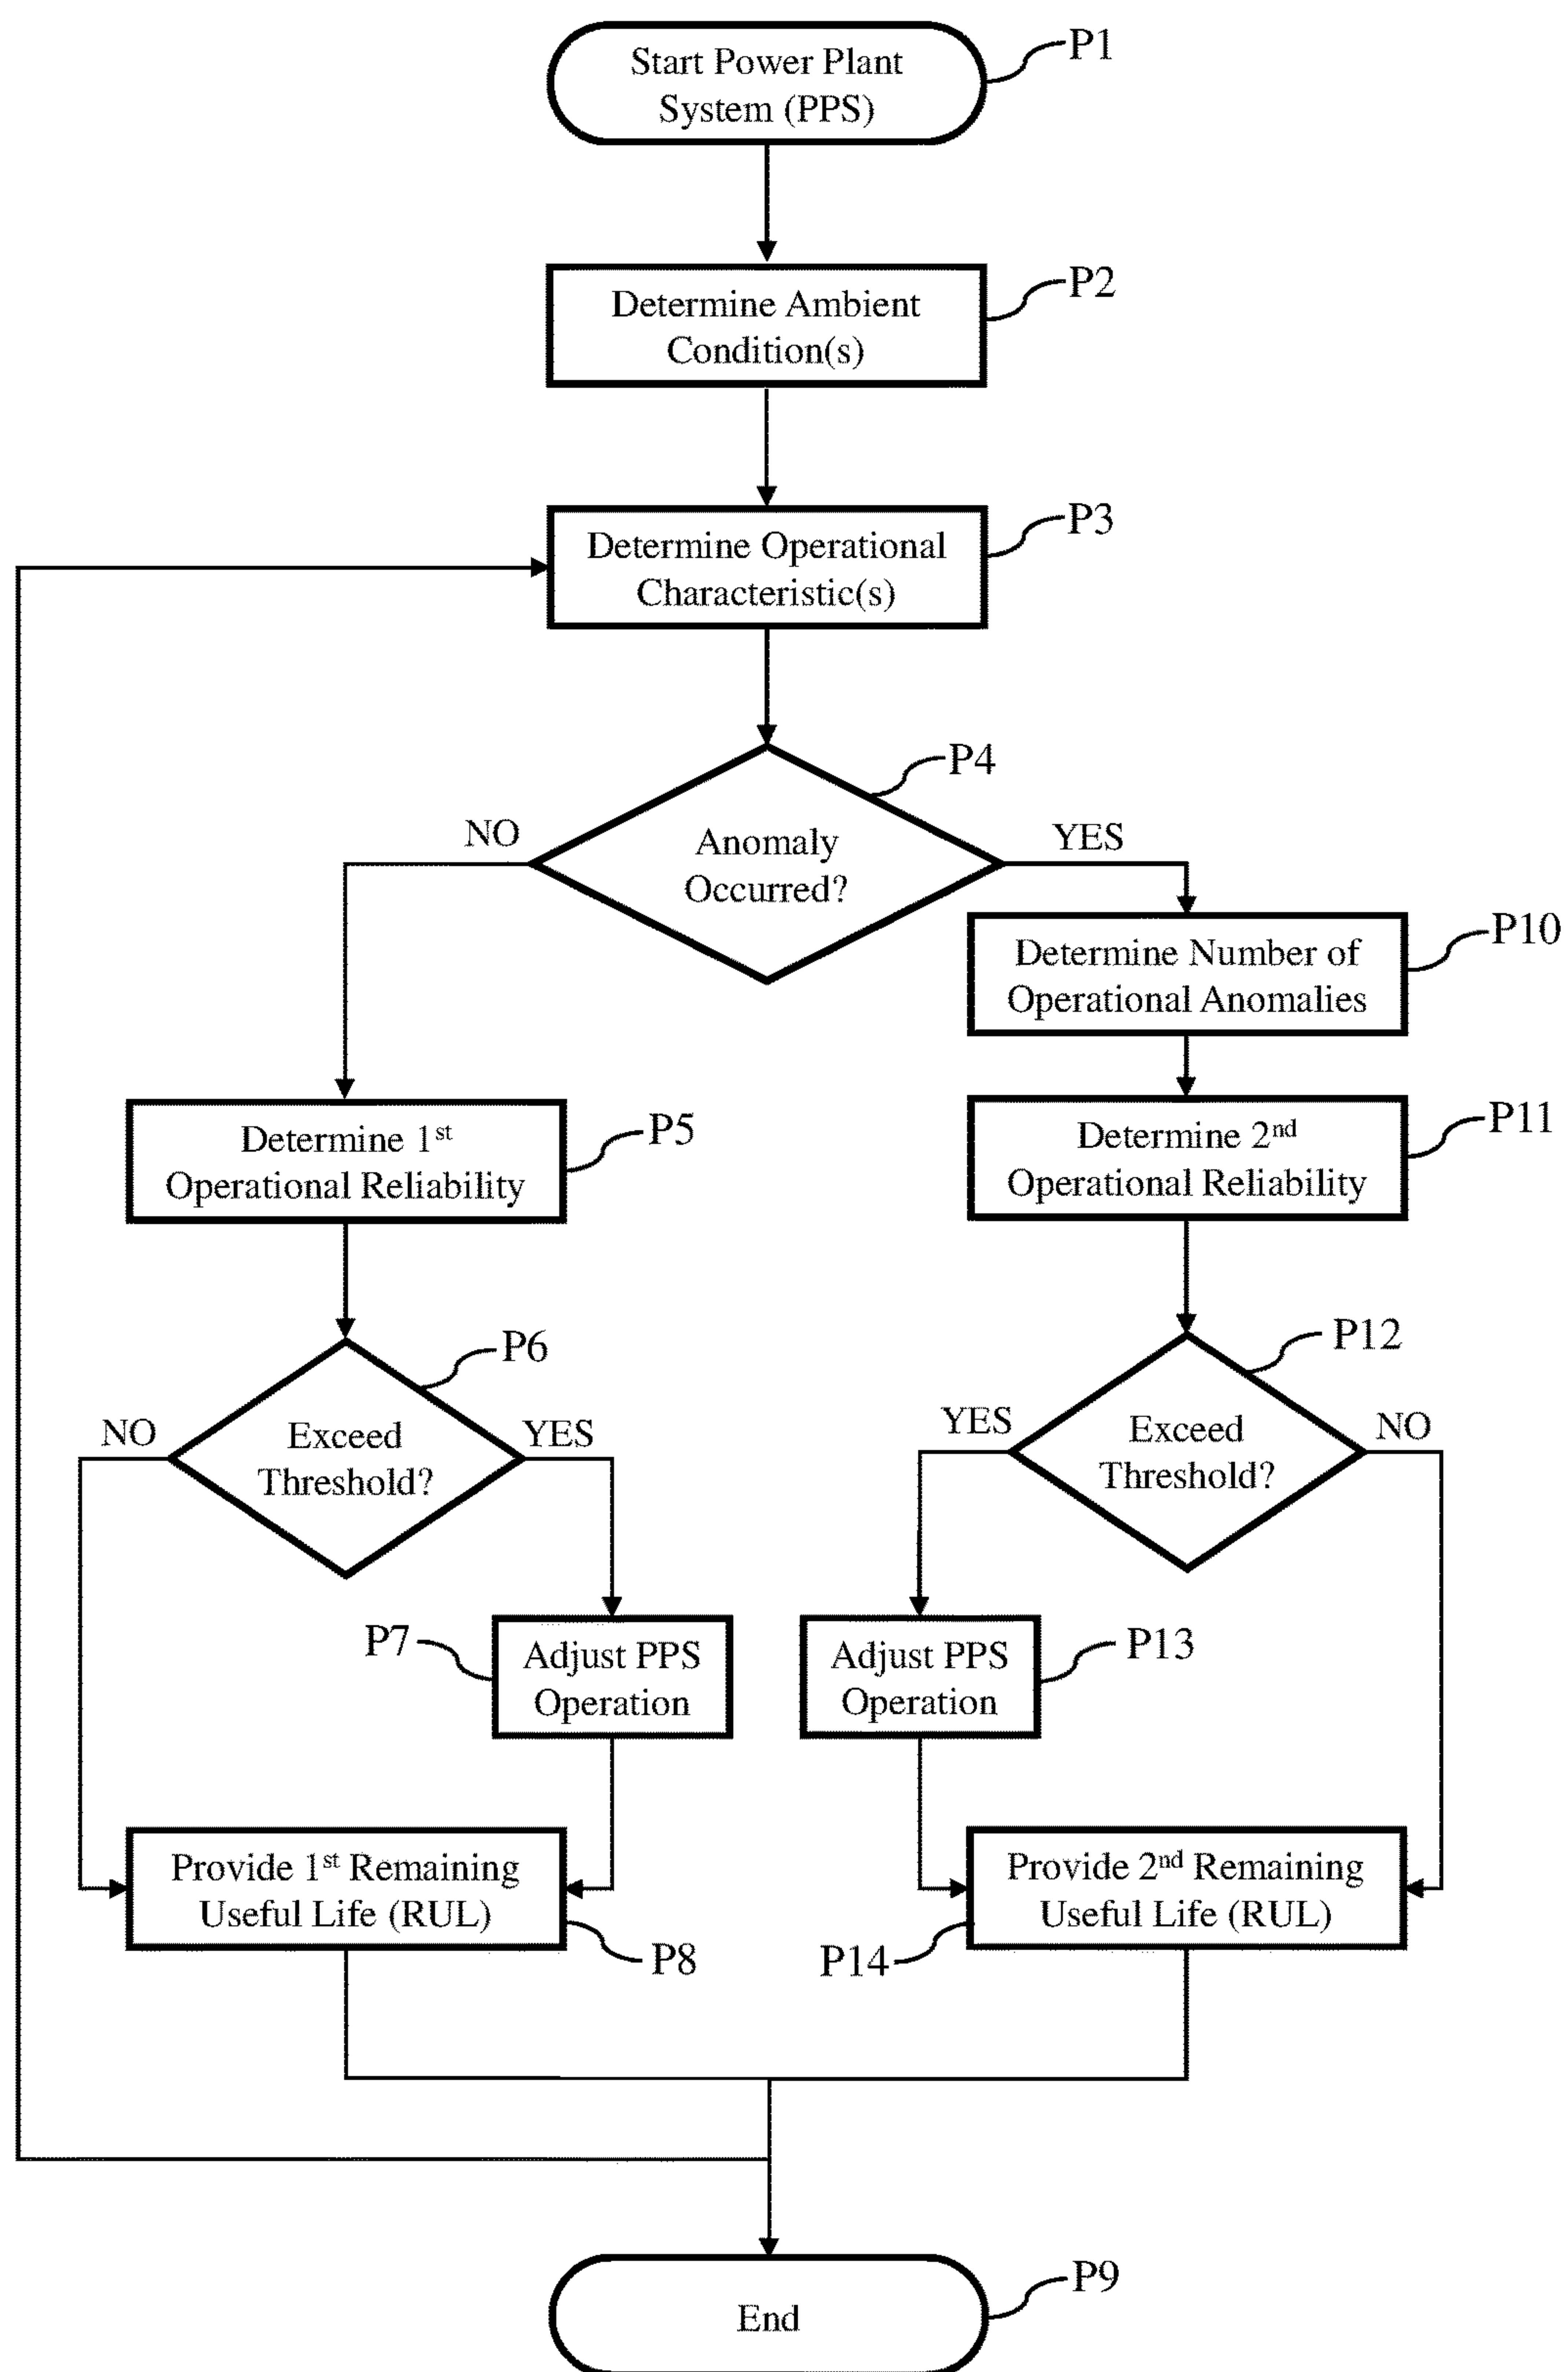 Start Power Plant
System (PPS)
P1
Determine Ambient
Condition(s)
P2
Determine Operational
Characteristic(s)
P3
Anomaly
Occurred?
P4
NO
YES
Determine Number of
Operational Anomalies
P10
Determine 1st
Operational Reliability
P5
Determine 2nd
Operational Reliability
P11
Exceed
Threshold?
P6
NO
YES
Exceed
Threshold?
P12
YES
NO
P7
Adjust PPS
Operation
Adjust PPS
Operation
P13
Provide 1st Remaining
Useful Life (RUL)
P8
Provide 2nd Remaining
Useful Life (RUL)
P14
End
P9